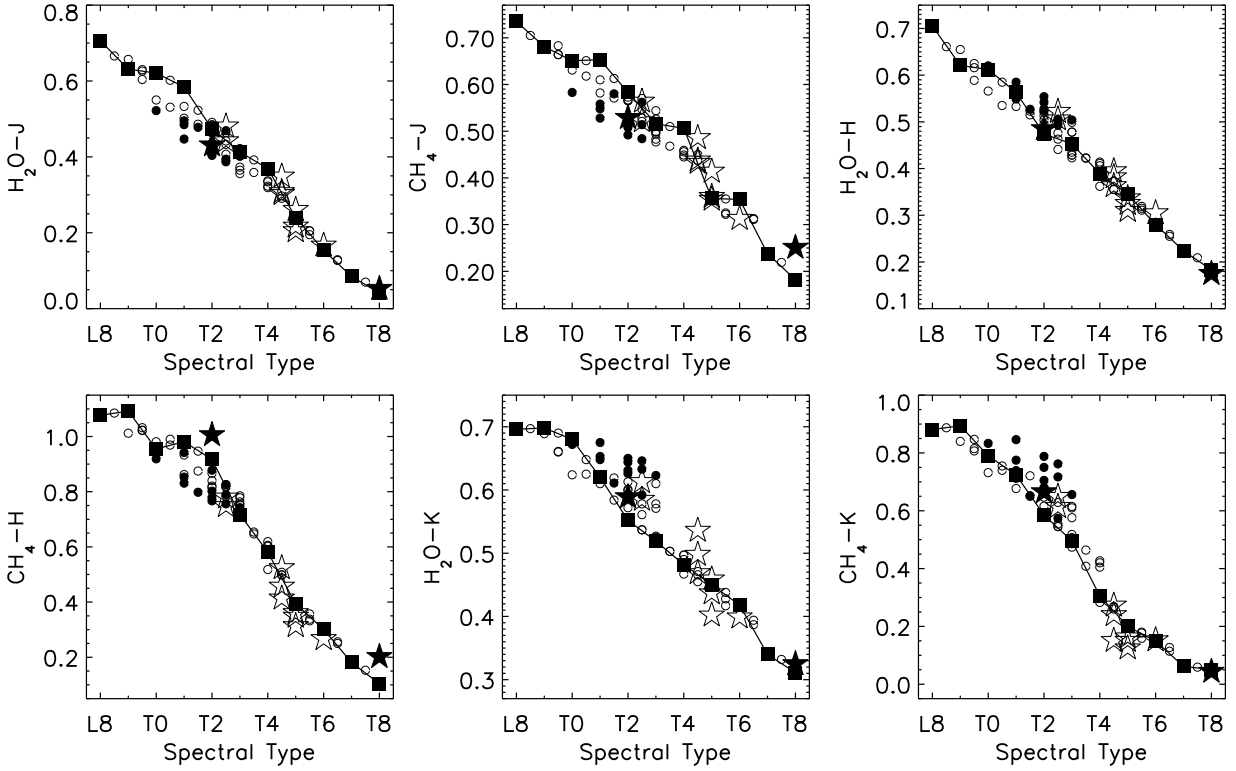 0.8
0.6
0.4
0.2
0.0
H₂O−J
L8 T0 T2 T4 T6 T8
Spectral Type
0.70
0.60
0.50
0.40
0.30
0.20
CH₄−J
L8 T0 T2 T4 T6 T8
Spectral Type
0.7
0.6
0.5
0.4
0.3
0.2
0.1
H₂O−H
L8 T0 T2 T4 T6 T8
Spectral Type
1.0
0.8
0.6
0.4
0.2
CH₄−H
L8 T0 T2 T4 T6 T8
Spectral Type
0.7
0.6
0.5
0.4
0.3
H₂O−K
L8 T0 T2 T4 T6 T8
Spectral Type
1.0
0.8
0.6
0.4
0.2
0.0
CH₄−K
L8 T0 T2 T4 T6 T8
Spectral Type